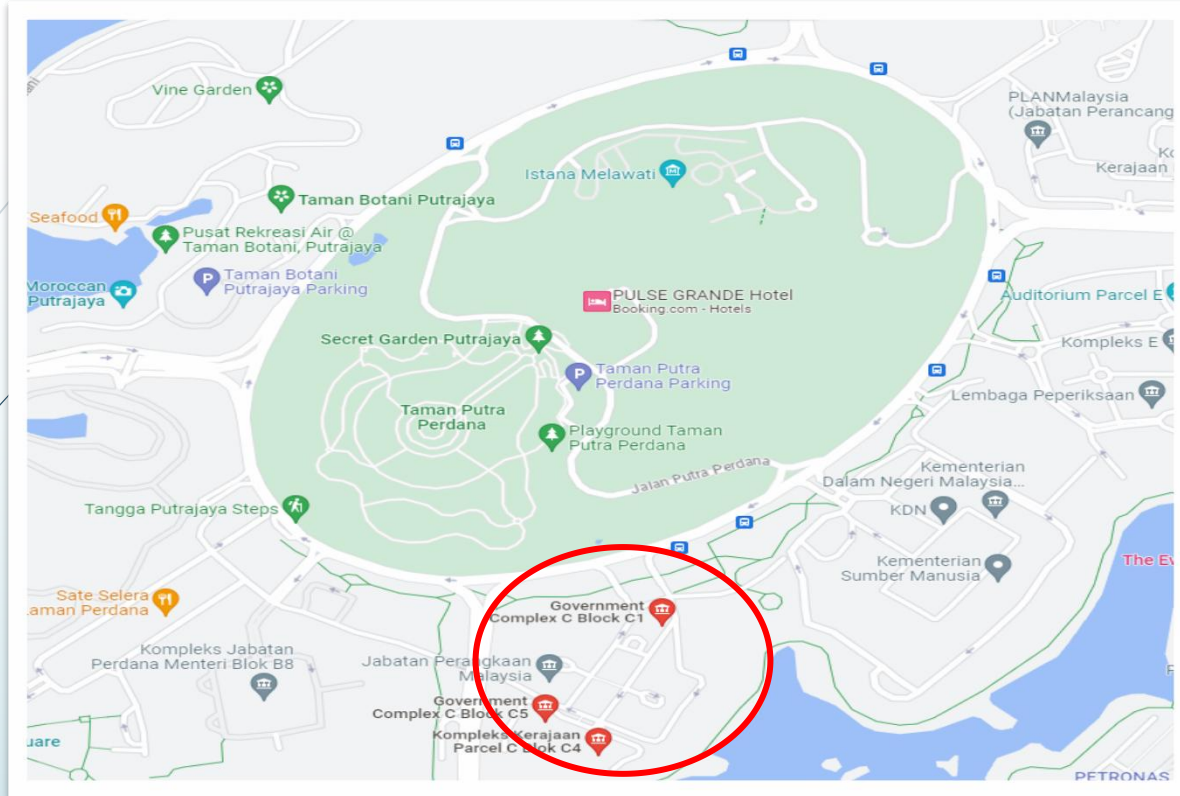 Vine Garden
PLANMalaysia
(Jabatan Perancang
Kerajaan
Istana Melawati
Taman Botani Putrajaya
Seafood
Pusat Rekreasi Air @
Taman Botani, Putrajaya
Taman Botani
Putrajaya Parking
P
Moroccan
Putrajaya
PULSE GRANDE Hotel
Booking.com - Hotels
Auditorium Parcel E
Secret Garden Putrajaya
Kompleks E
P
Taman Putra
Perdana Parking
Lembaga Peperiksaan
Taman Putra
Perdana
Playground Taman
Putra Perdana
Jalan Putra Perdana
Kementerian
Dalam Negeri Malaysia...
KDN
Tangga Putrajaya Steps
Kementerian
Sumber Manusia
Sate Selera
Government
Complex C Block C1
Kompleks Jabatan
Perdana Menteri Blok B8
Jabatan Perangkaan
Malaysia
Government
Complex C Block C5
Kompleks Kerajaan
Parcel C Blok C4
PETRONAS